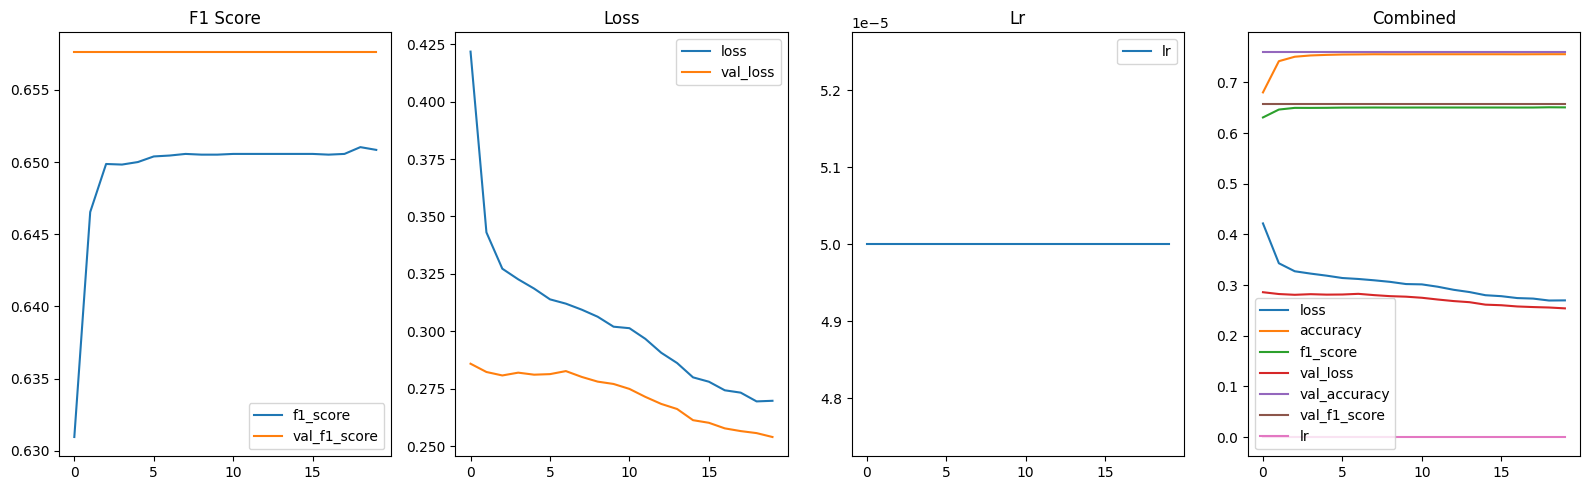 F1 Score
0.655
0.650
0.645
0.640
0.635
0.630
0
5
10
15
f1_score
val_f1_score
Loss
0.425
0.400
0.375
0.350
0.325
0.300
0.275
0.250
0
5
10
15
loss
val_loss
Lr
1e−5
5.2
5.1
5.0
4.9
4.8
0
5
10
15
lr
Combined
0.7
0.6
0.5
0.4
0.3
0.2
0.1
0.0
0
5
10
15
loss
accuracy
f1_score
val_loss
val_accuracy
val_f1_score
lr